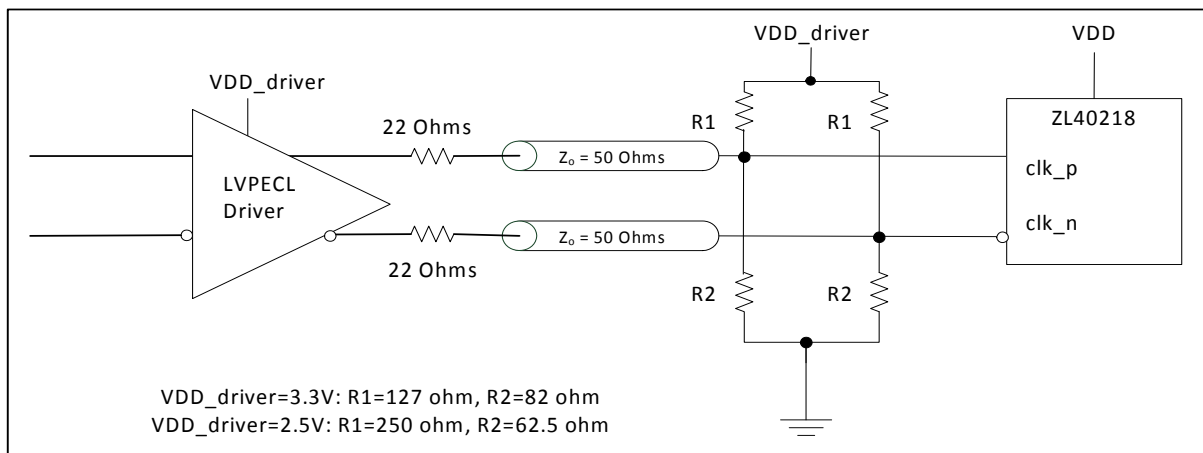 VDD_driver
VDD
VDD_driver
22 Ohms
R1
R1
ZL40218
Zo = 50 Ohms
clk_p
LVPECL
Driver
clk_n
Zo = 50 Ohms
22 Ohms
R2
R2
VDD_driver=3.3V: R1=127 ohm, R2=82 ohm
VDD_driver=2.5V: R1=250 ohm, R2=62.5 ohm